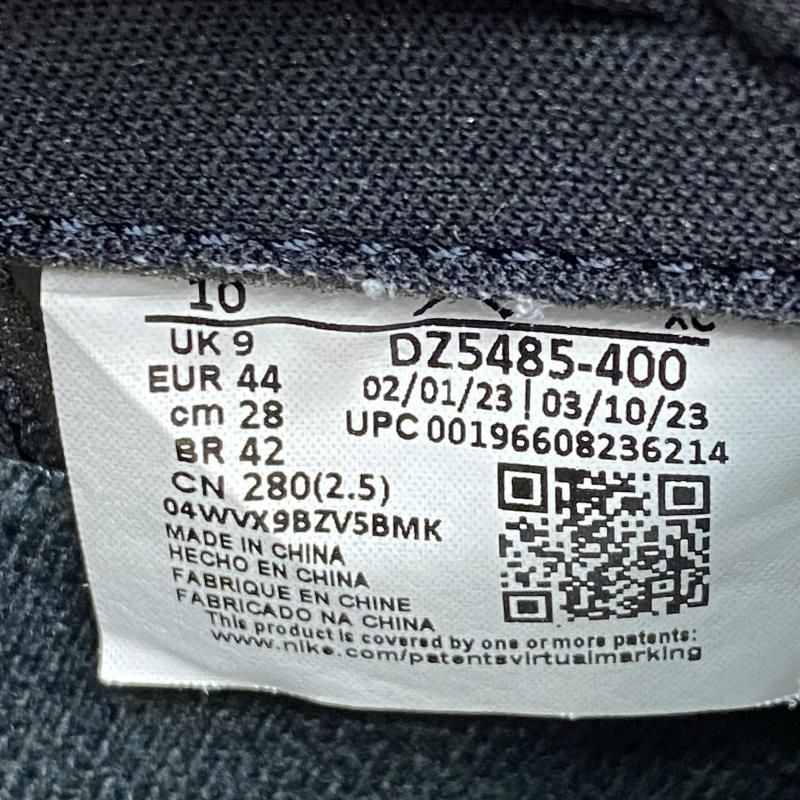 10 XC
UK 9
EUR 44
cm 28
BR 42
CN 280(2.5)
04WVX9BZV5BMK
MADE IN CHINA
HECHO EN CHINA
FABRIQUE EN CHINE
FABRICADO NA CHINA
DZ5485-400
02/01/23 | 03/10/23
UPC 00196608236214
This product is covered by one or more patents:
www.nike.com/patentsvirtualmarking